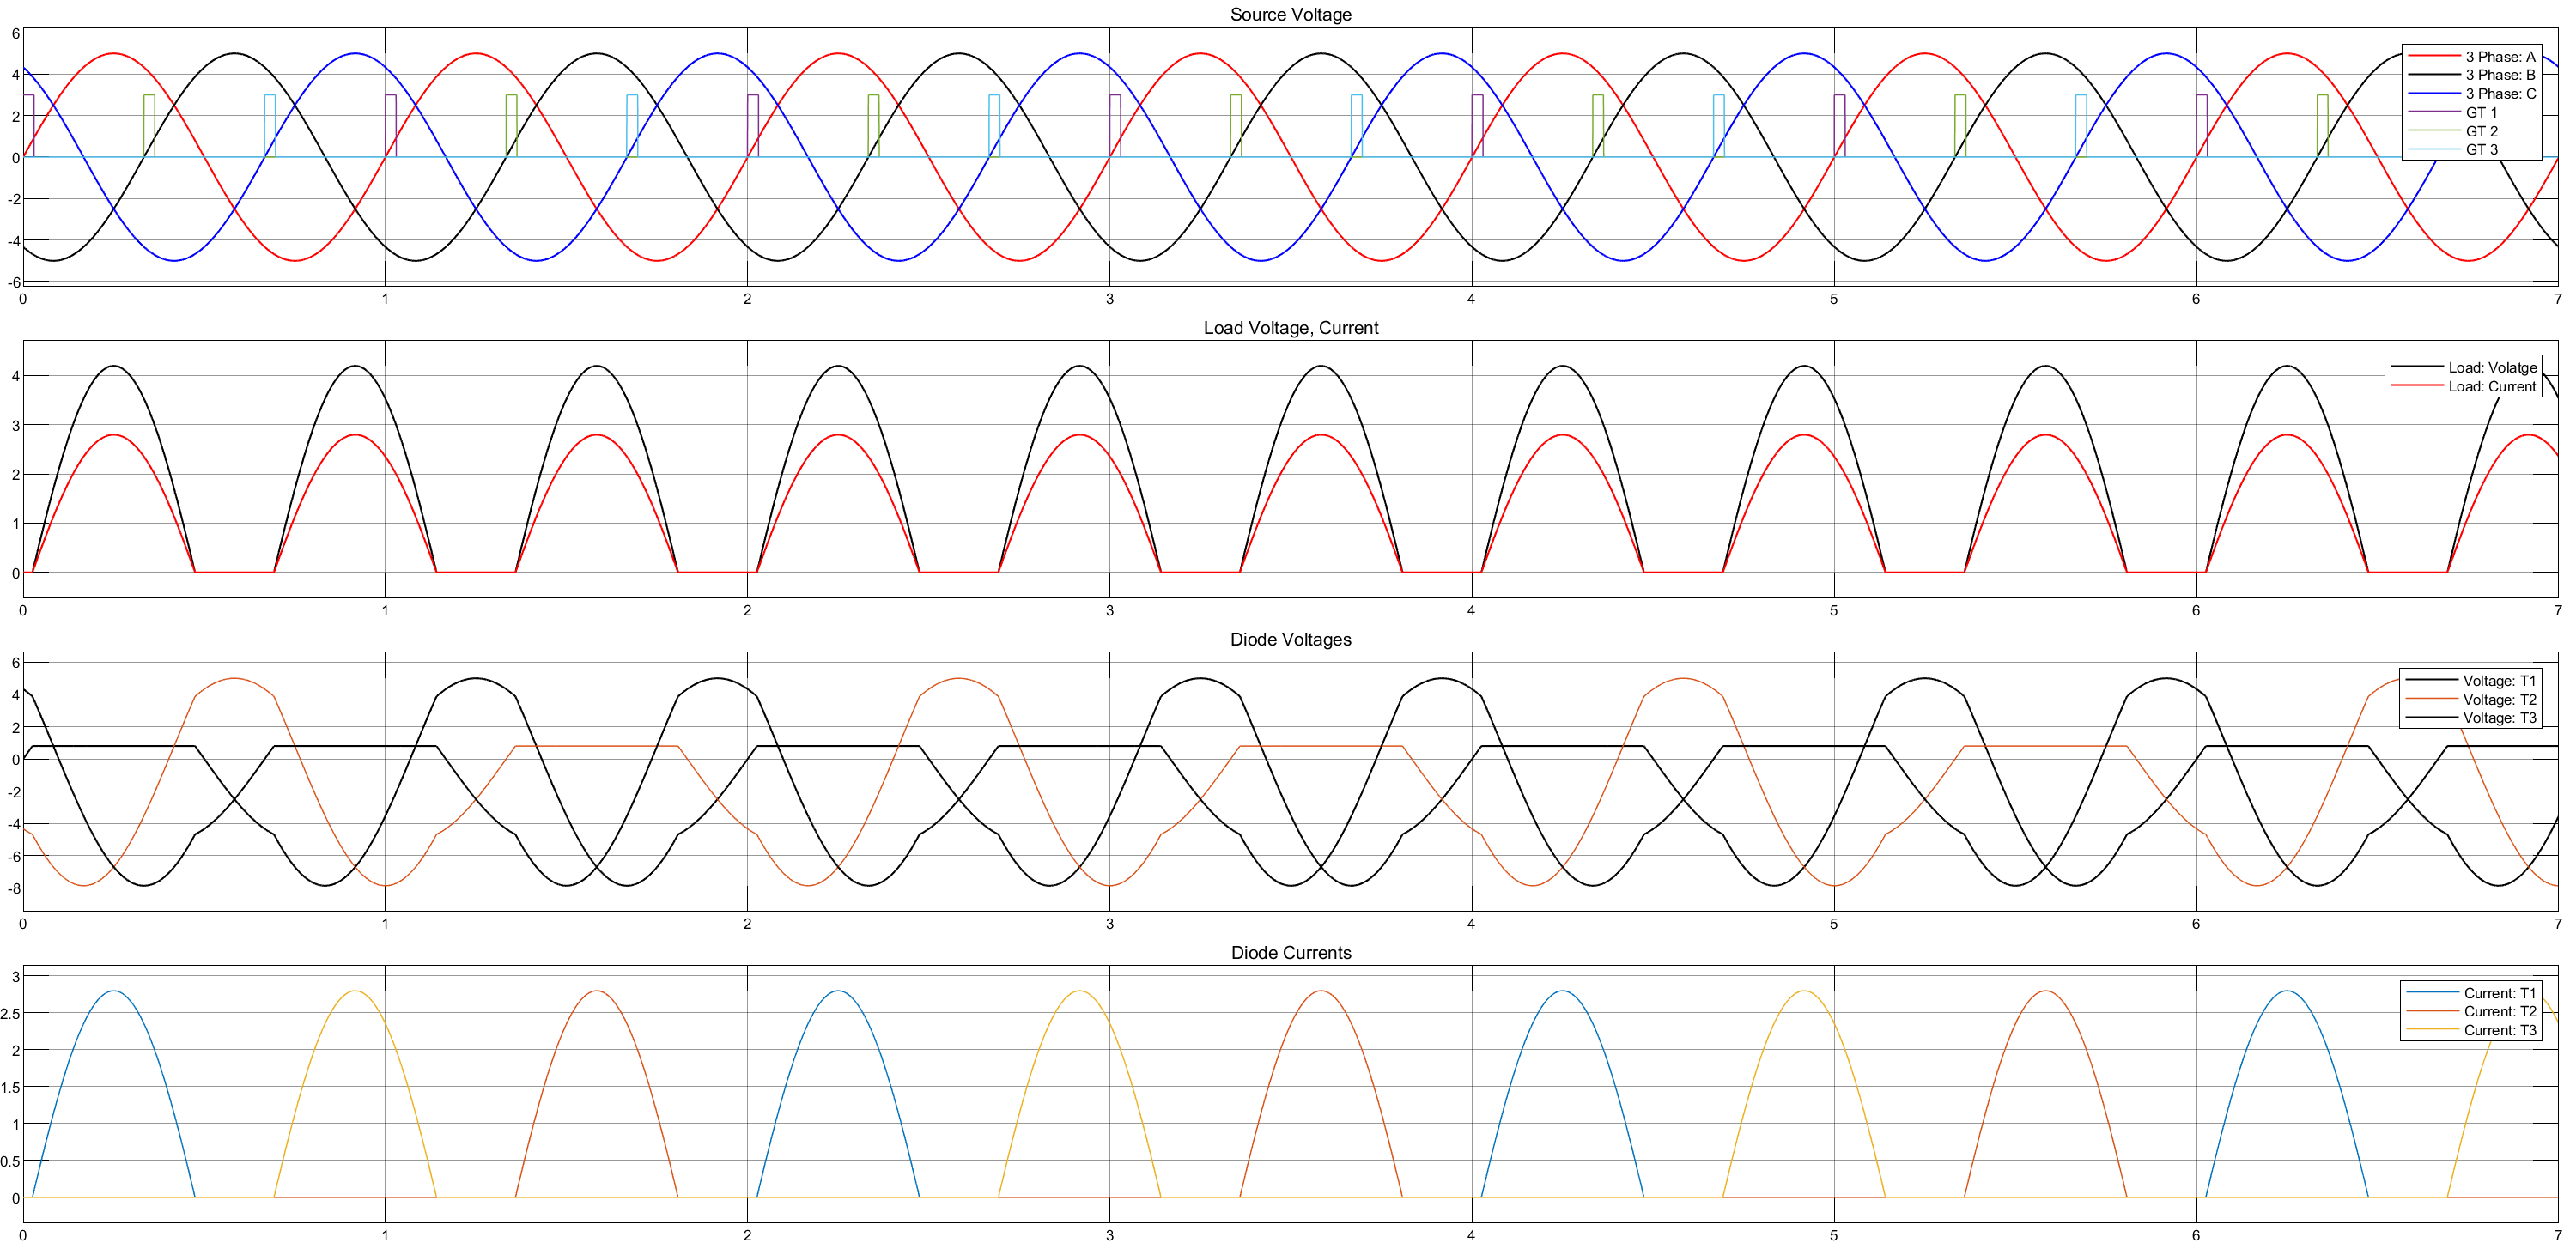 Source Voltage
6
4
2
0
-2
-4
-6
3 Phase: A
3 Phase: B
3 Phase: C
GT 1
GT 2
GT 3
0 1 2 3 4 5 6 7
Load Voltage, Current
4
3
2
1
0
Load: Volatge
Load: Current
0 1 2 3 4 5 6 7
Diode Voltages
6
4
2
0
-2
-4
-6
-8
Voltage: T1
Voltage: T2
Voltage: T3
0 1 2 3 4 5 6 7
Diode Currents
3
2.5
2
1.5
1
0.5
0
Current: T1
Current: T2
Current: T3
0 1 2 3 4 5 6 7